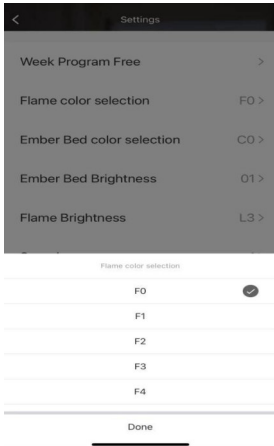 Settings
Week Program Free >
Flame color selection F0 >
Ember Bed color selection C0 >
Ember Bed Brightness 01 >
Flame Brightness L3 >
Flame color selection
F0
F1
F2
F3
F4
Done